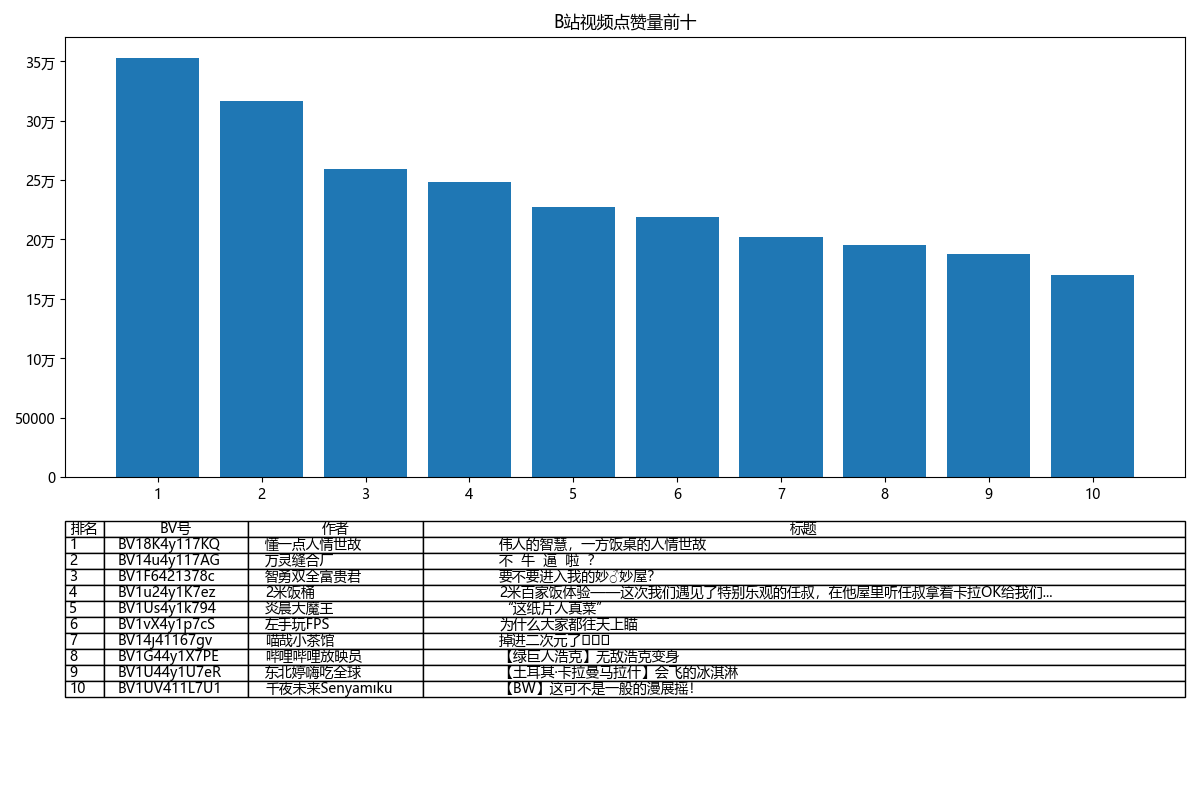 B站视频点赞量前十
35万
30万
25万
20万
15万
10万
50000
0
1 2 3 4 5 6 7 8 9 10
排名 BV号 作者 标题
1 BV18K4y117KQ 懂一点人情世故 伟人的智慧，一方饭桌的人情世故
2 BV14u4y117AG 万灵缝合厂 不 牛 逼 啦 ？
3 BV1F6421378c 智勇双全富贵君 要不要进入我的妙♂妙屋？
4 BV1u24y1K7ez 2米饭桶 2米百家饭体验——这次我们遇见了特别乐观的任叔，在他屋里听任叔拿着卡拉OK给我们...
5 BV1Us4y1k794 炎晨大魔王 “这纸片人真菜”
6 BV1vX4y1p7cS 左手玩FPS 为什么大家都往天上瞄
7 BV14j41167gv 喵哉小茶馆 掉进二次元了▯▯▯
8 BV1G44y1X7PE 哔哩哔哩放映员 【绿巨人浩克】无敌浩克变身
9 BV1U44y1U7eR 东北婷嗨吃全球 【土耳其·卡拉曼马拉什】会飞的冰淇淋
10 BV1UV411L7U1 千夜未来Senyamiku 【BW】这可不是一般的漫展摇！